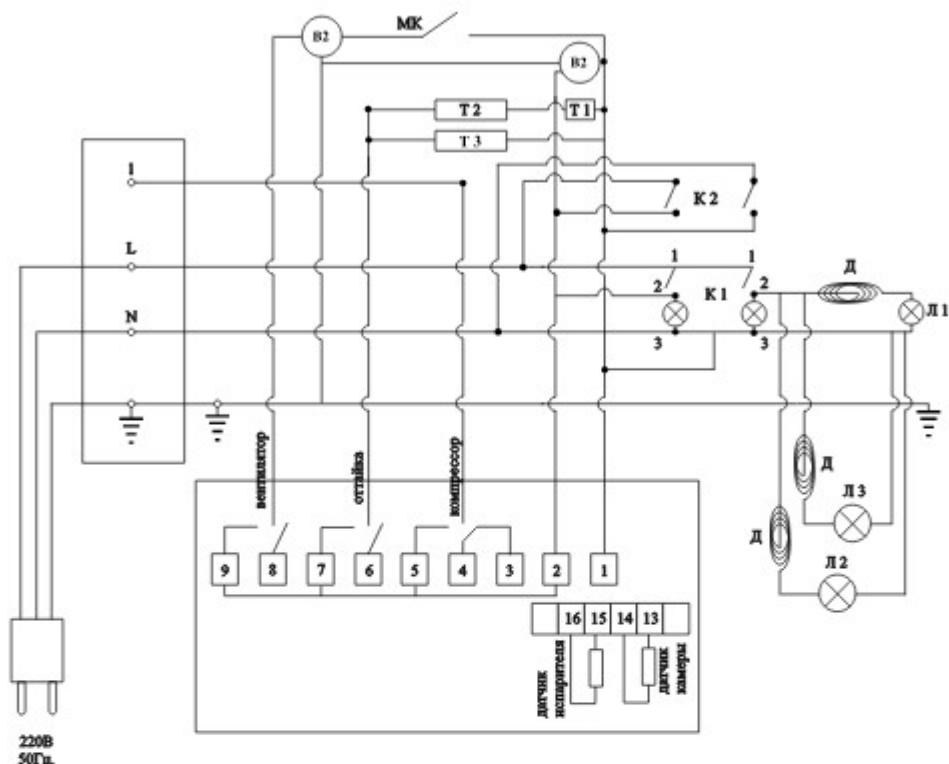 МК
В2
В2
Т 2
Т 1
Т 3
1
К 2
L
1
1
Д
2
К 1
2
Л 1
N
3
3
вентилятор
оттайка
компрессор
Д
Л 3
Д
Л 2
9
8
7
6
5
4
3
2
1
16
15
14
13
датчик
испарителя
датчик
камеры
220В
50Гц.